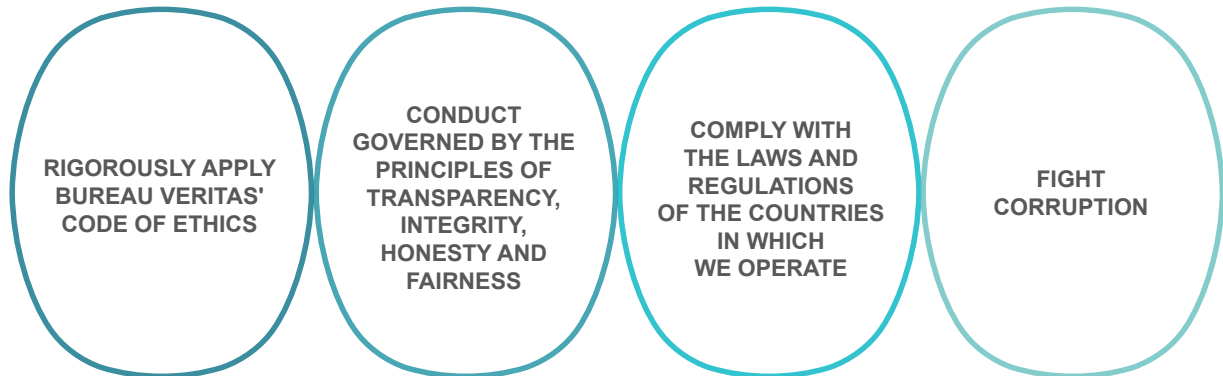 RIGOROUSLY APPLY
BUREAU VERITAS'
CODE OF ETHICS
CONDUCT
GOVERNED BY THE
PRINCIPLES OF
TRANSPARENCY,
INTEGRITY,
HONESTY AND
FAIRNESS
COMPLY WITH
THE LAWS AND
REGULATIONS
OF THE COUNTRIES
IN WHICH
WE OPERATE
FIGHT
CORRUPTION